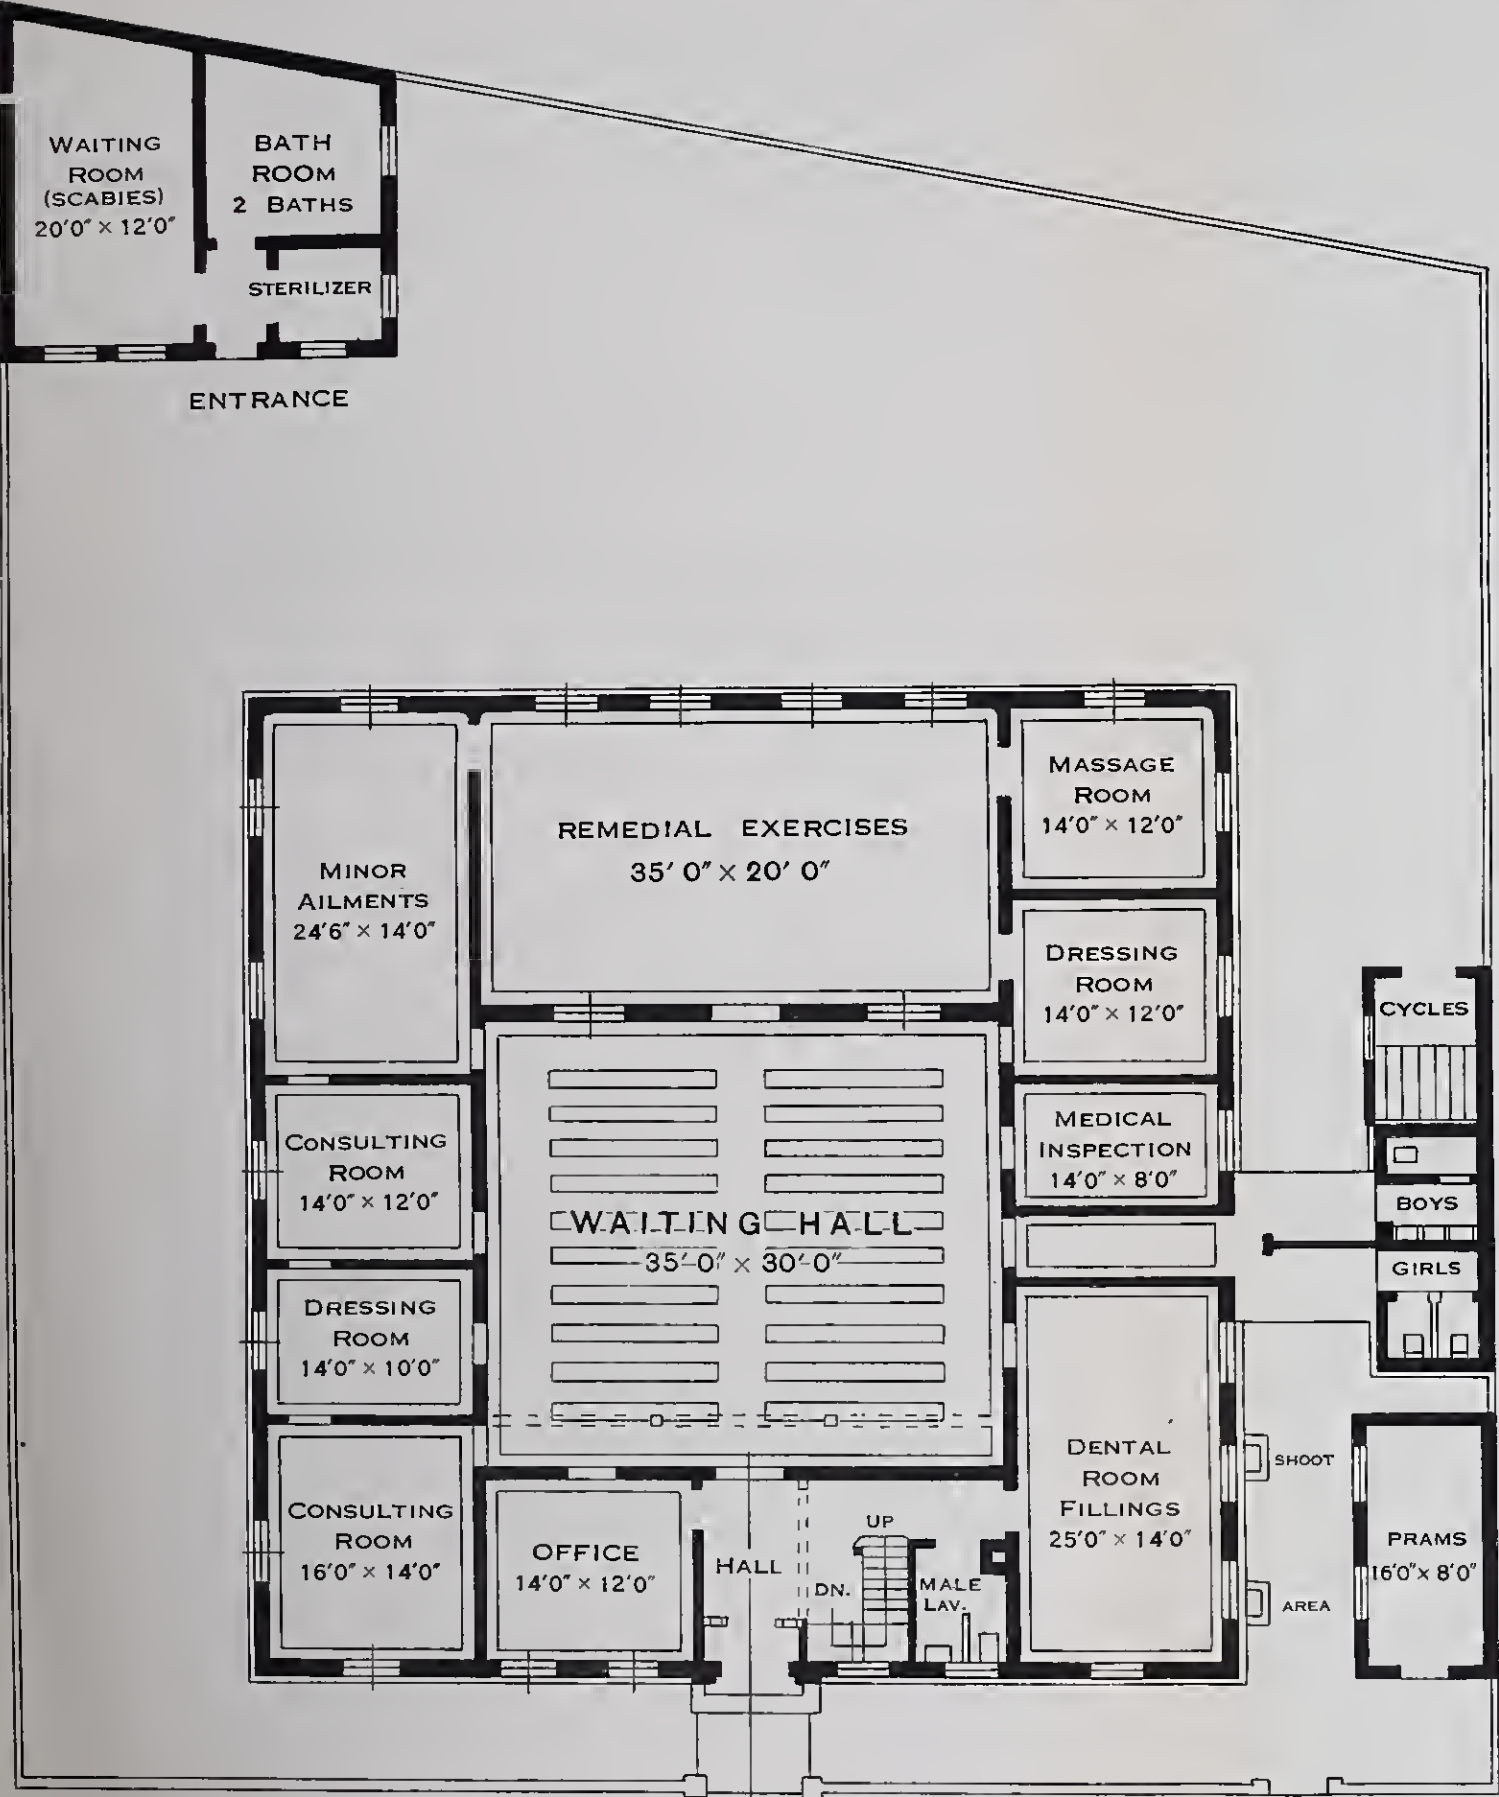 WAITING
ROOM
(SCABIES)
20'0" × 12'0"
BATH
ROOM
2 BATHS
STERILIZER
ENTRANCE
MINOR
AILMENTS
24'6" × 14'0"
REMEDIAL EXERCISES
35' 0" × 20' 0"
MASSAGE
ROOM
14'0" × 12'0"
DRESSING
ROOM
14'0" × 12'0"
CYCLES
CONSULTING
ROOM
14'0" × 12'0"
WAITING HALL
35'-0" × 30'-0"
MEDICAL
INSPECTION
14'0" × 8'0"
BOYS
GIRLS
DRESSING
ROOM
14'0" × 10'0"
CONSULTING
ROOM
16'0" × 14'0"
OFFICE
14'0" × 12'0"
HALL
UP
DN.
MALE
LAV.
DENTAL
ROOM
FILLINGS
25'0" × 14'0"
SHOOT
AREA
PRAMS
16'0" × 8'0"